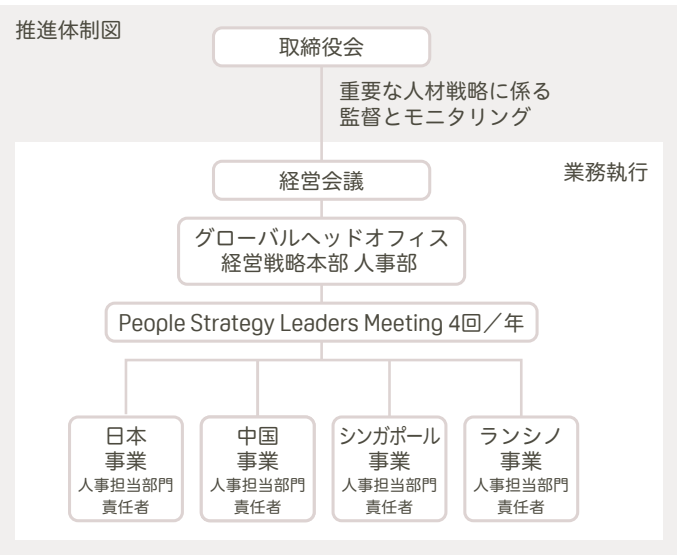 推進体制図
取締役会
重要な人材戦略に係る
監督とモニタリング
業務執行
経営会議
グローバルヘッドオフィス
経営戦略本部 人事部
People Strategy Leaders Meeting 4回／年
日本
事業
人事担当部門
責任者
中国
事業
人事担当部門
責任者
シンガポール
事業
人事担当部門
責任者
ランシノ
事業
人事担当部門
責任者